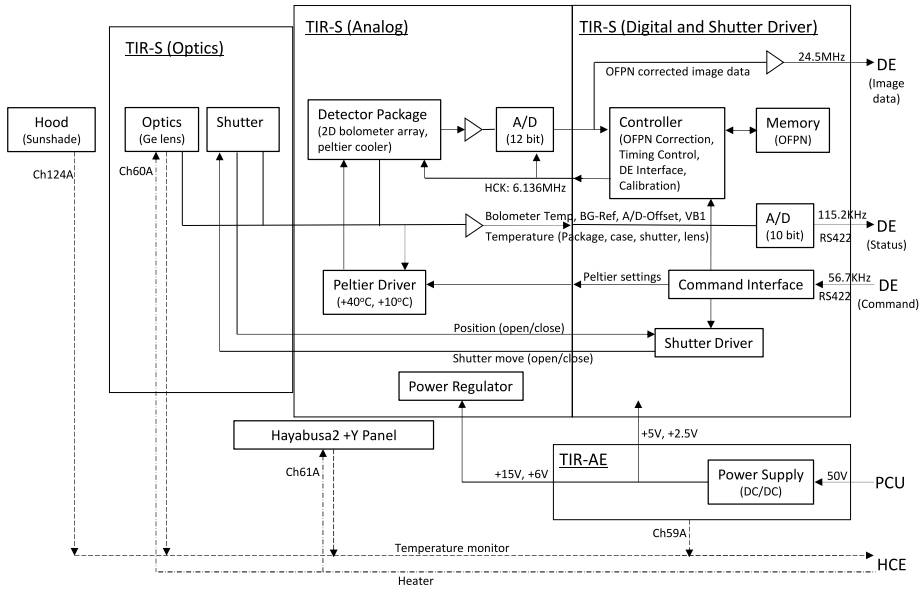 TIR-S (Optics)
TIR-S (Analog)
TIR-S (Digital and Shutter Driver)
24.5MHz
DE
(Image
data)
OFPN corrected image data
Hood
(Sunshade)
Optics
(Ge lens)
Shutter
Detector Package
(2D bolometer array,
peltier cooler)
A/D
(12 bit)
Controller
(OFPN Correction,
Timing Control,
DE Interface,
Calibration)
Memory
(OFPN)
Ch124A
Ch60A
HCK: 6.136MHz
Bolometer Temp, BG-Ref, A/D-Offset, VB1
Temperature (Package, case, shutter, lens)
A/D
(10 bit)
115.2KHz
RS422
DE
(Status)
Peltier Driver
(+40°C, +10°C)
Peltier settings
Command Interface
56.7KHz
RS422
DE
(Command)
Position (open/close)
Shutter move (open/close)
Shutter Driver
Power Regulator
Hayabusa2 +Y Panel
+5V, +2.5V
TIR-AE
Ch61A
+15V, +6V
Power Supply
(DC/DC)
50V
PCU
Ch59A
Temperature monitor
HCE
Heater